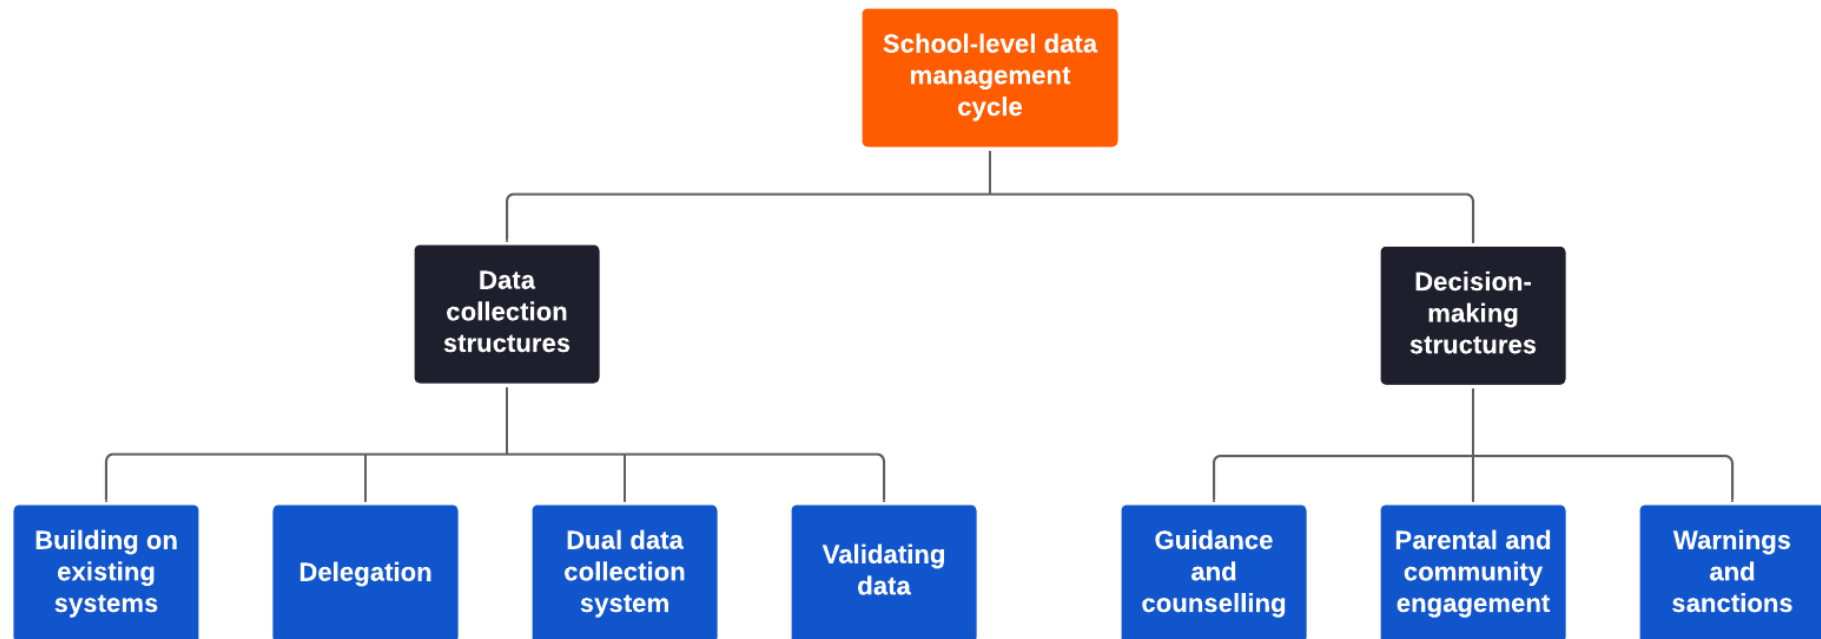 School-level data
management
cycle
Data
collection
structures
Decision-
making
structures
Building on
existing
systems
Delegation
Dual data
collection
system
Validating
data
Guidance
and
counselling
Parental and
community
engagement
Warnings
and
sanctions